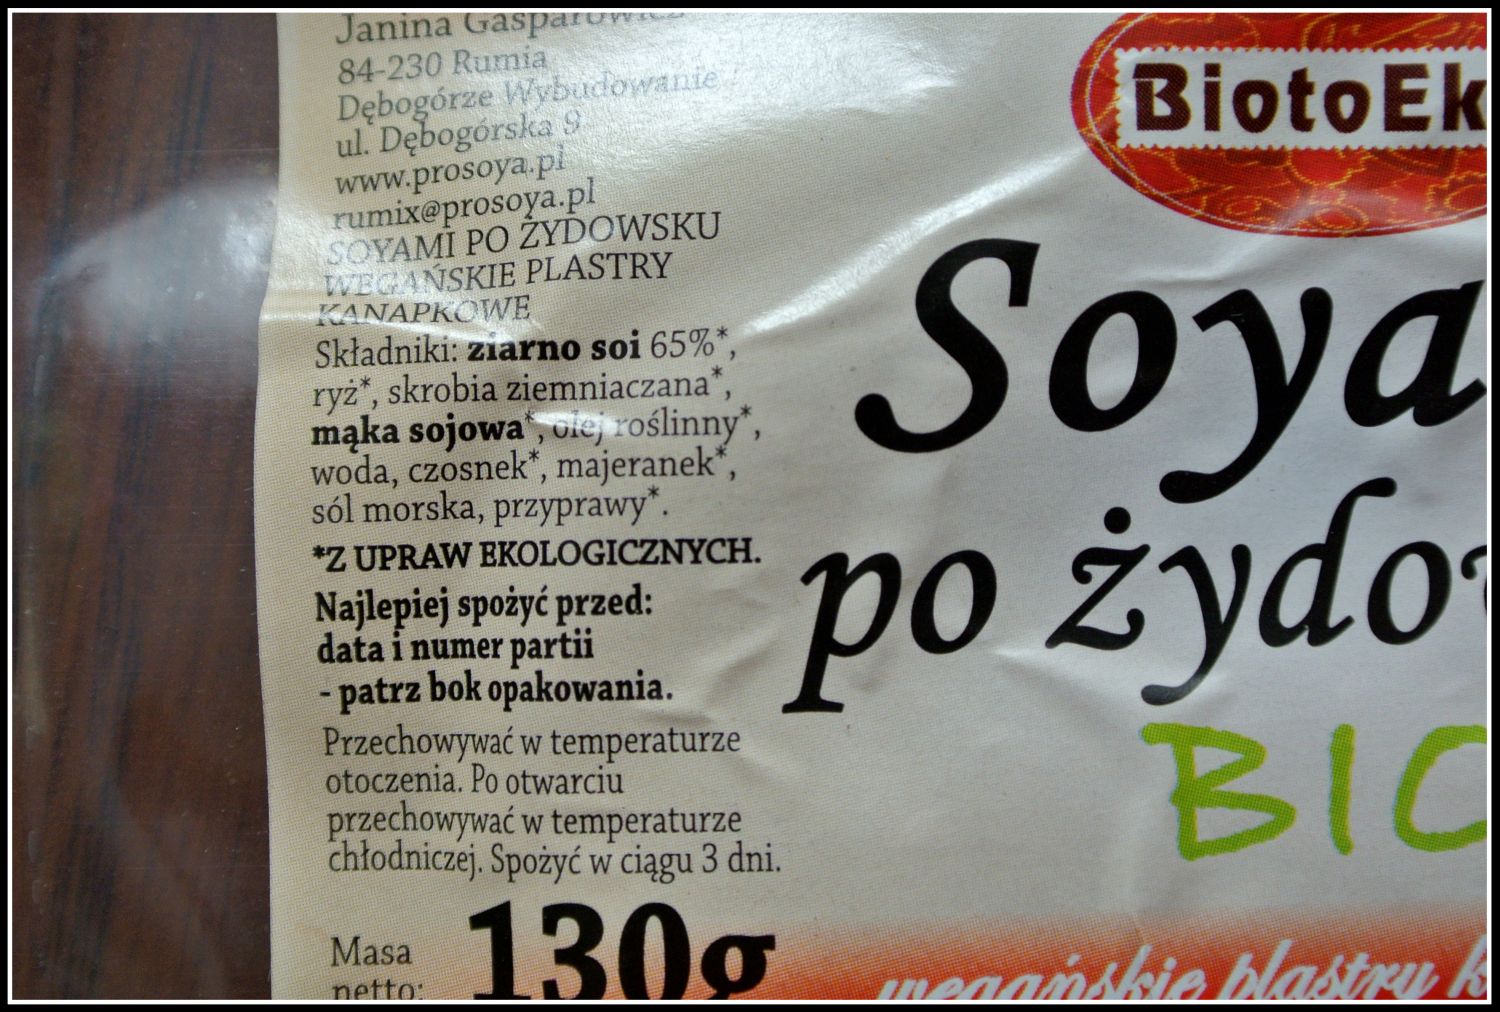 Janina Gasparowicz
84-230 Rumia
Dębogórze Wybudowanie
ul. Dębogórska 9
www.prosoya.pl
rumix@prosoya.pl
SOYAMI PO ŻYDOWSKU
WEGAŃSKIE PLASTRY
KANAPKOWE
Składniki: ziarno soi 65%*,
ryż*, skrobia ziemniaczana*,
mąka sojowa*, olej roślinny*,
woda, czosnek*, majeranek*,
sól morska, przyprawy*.
*Z UPRAW EKOLOGICZNYCH.
Najlepiej spożyć przed:
data i numer partii
- patrz bok opakowania.
Przechowywać w temperaturze
otoczenia. Po otwarciu
przechowywać w temperaturze
chłodniczej. Spożyć w ciągu 3 dni.
Masa
netto:
130g
BiotoEk
Soya
po żydow
BIO
wegańskie plastry k